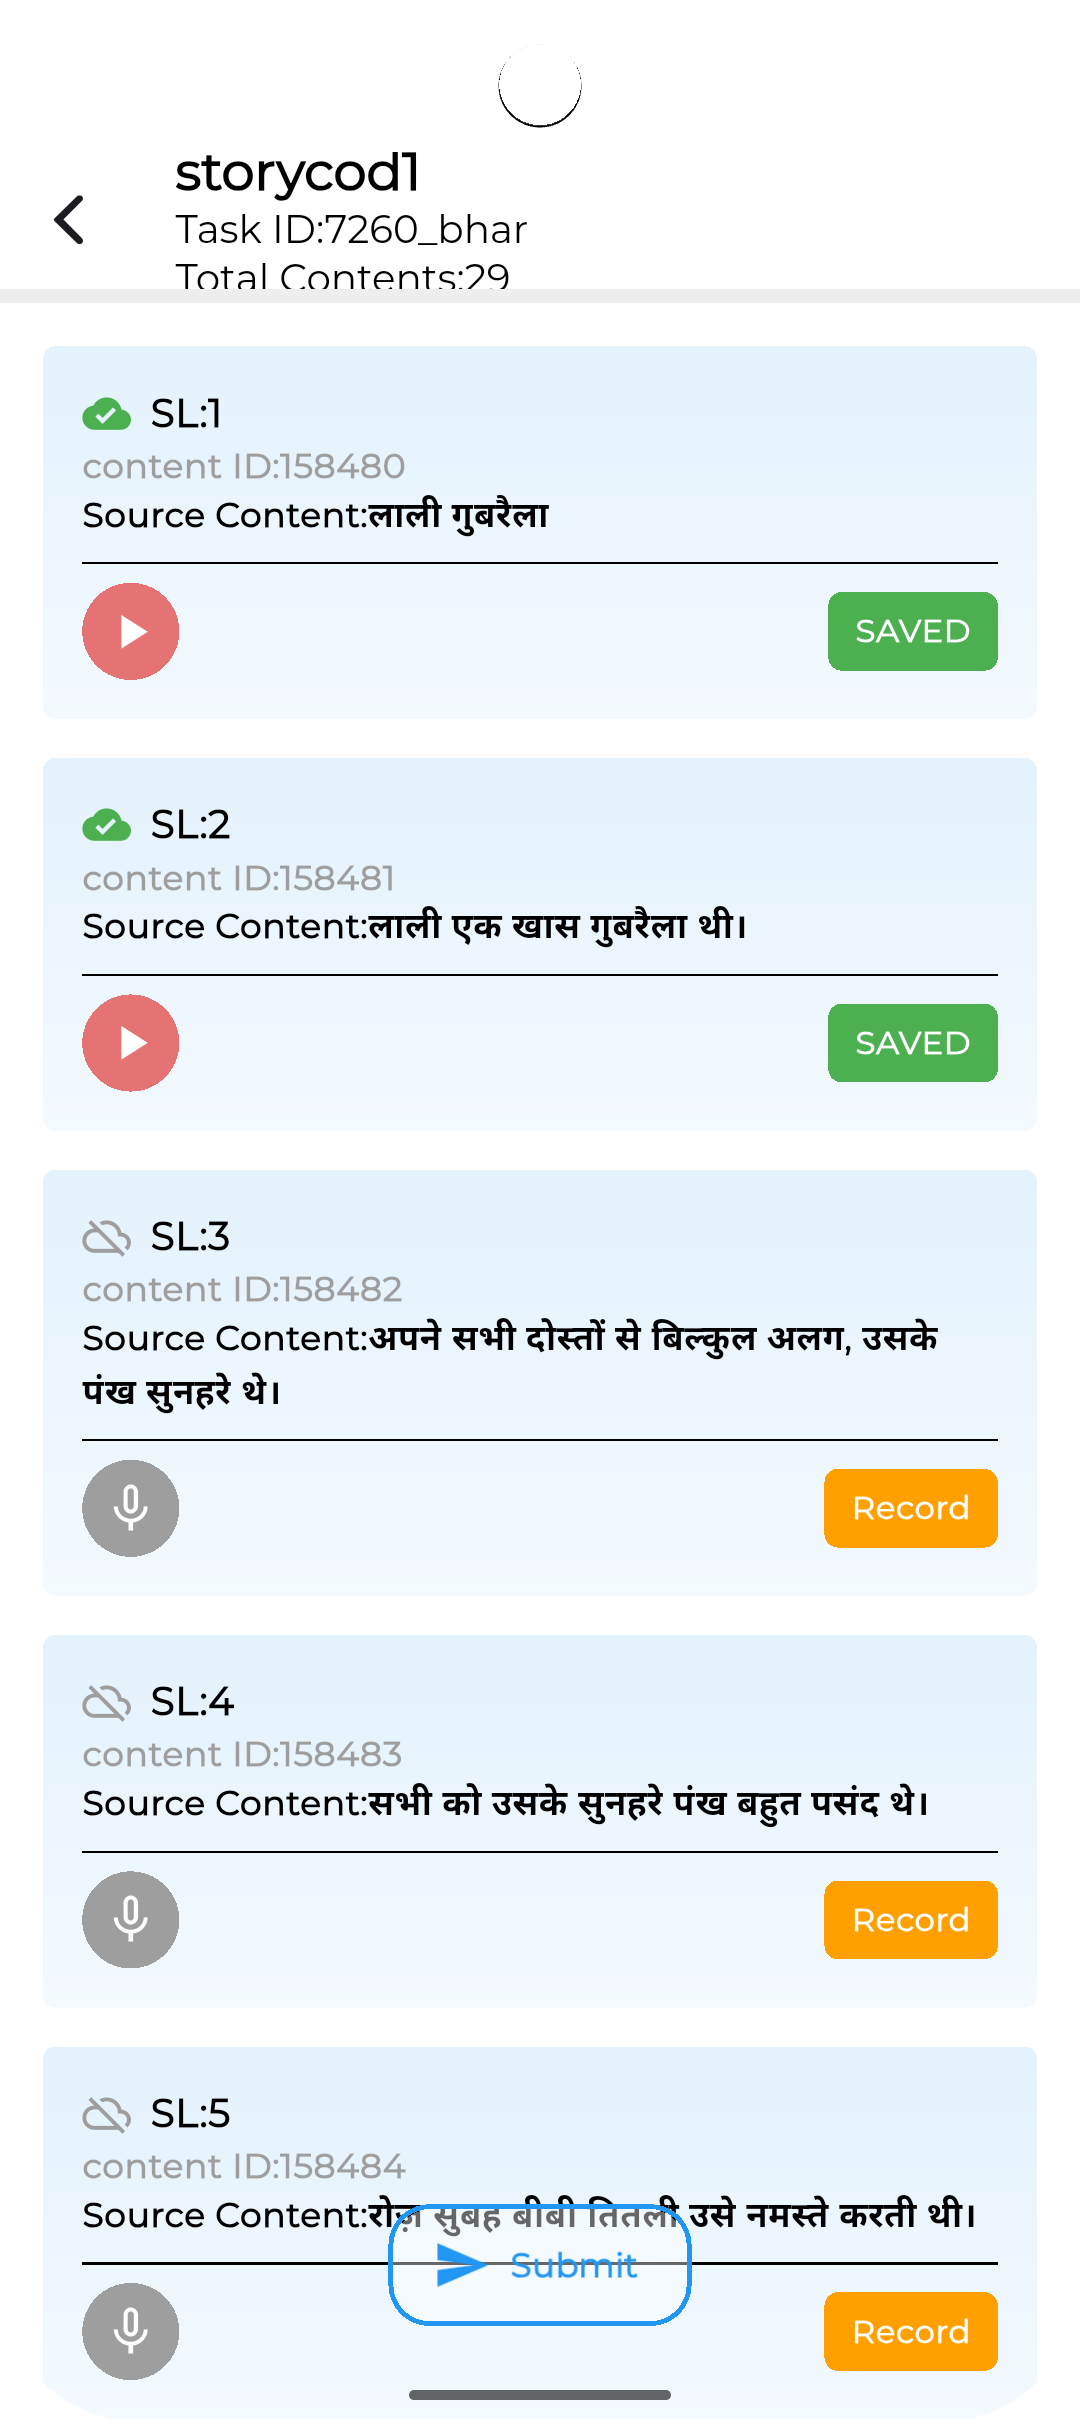 storycod1
Task ID:7260_bhar
Total Contents:29
SL:1
content ID:158480
Source Content:लाली गुबरैला
SAVED
SL:2
content ID:158481
Source Content:लाली एक खास गुबरैला थी।
SAVED
SL:3
content ID:158482
Source Content:अपने सभी दोस्तों से बिल्कुल अलग, उसके
पंख सुनहरे थे।
Record
SL:4
content ID:158483
Source Content:सभी को उसके सुनहरे पंख बहुत पसंद थे।
Record
SL:5
content ID:158484
Source Content:रोज़ सुबह बीबी तितली उसे नमस्ते करती थी।
Submit
Record